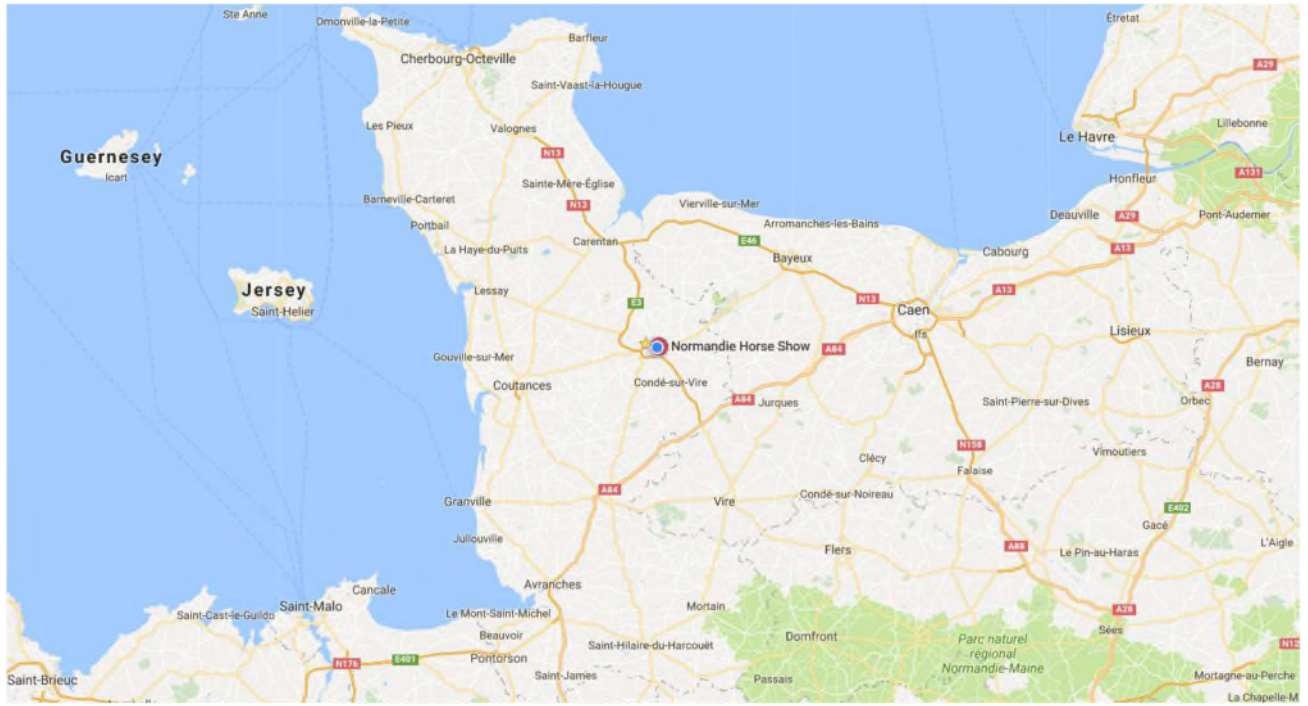 Ste Anne
Omonville-la-Petite
Étretat
Barfleur
Cherbourg-Octeville
A29
Saint-Vaast-la-Hougue
Les Pieux
Valognes
Lillebonne
Le Havre
Guernesey
Icart
N13
A131
Sainte-Mère-Église
Honfleur
Barneville-Carteret
N13
Vierville-sur-Mer
Deauville
A29
Pont-Audemer
Portbail
Arromanches-les-Bains
Carentan
E46
La Haye-du-Puits
Cabourg
A13
Bayeux
Jersey
Lessay
A13
Saint-Helier
E3
N13
Caen
Ifs
Lisieux
Normandie Horse Show
A84
Gouville-sur-Mer
Bernay
Coutances
Condé-sur-Vire
A28
A84
Jurques
Saint-Pierre-sur-Dives
Orbec
N158
Vimoutiers
Clécy
Falaise
A84
Condé-sur-Noireau
Granville
Vire
E402
Gacé
Jullouville
Flers
A88
Le Pin-au-Haras
L'Aigle
Avranches
Cancale
Saint-Malo
Mortain
A28
Saint-Cast-le-Guildo
Le Mont-Saint-Michel
Sées
Beauvoir
Domfront
Parc naturel
régional
Normandie-Maine
Saint-Hilaire-du-Harcouët
N12
Pontorson
E401
N176
Saint-James
Passais
Mortagne-au-Perche
Saint-Brieuc
La Chapelle-M